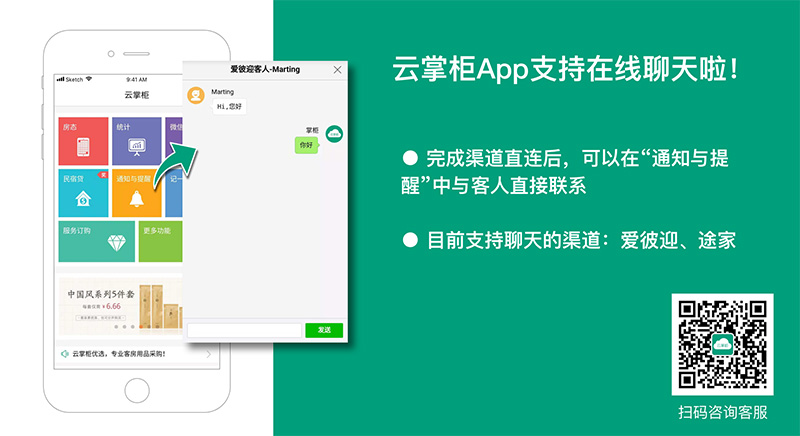 Sketch
9:41 AM
云掌柜
房态
统计
微信
民宿贷
通知与提醒
记一
服务订购
更多功能
中国风系列5件套
¥6.66
云掌柜优选，专业客房用品采购！
爱彼迎客人-Marting
Marting
Hi,您好
掌柜
你好
发送
云掌柜App支持在线聊天啦！
● 完成渠道直连后，可以在“通知与提
醒”中与客人直接联系
● 目前支持聊天的渠道：爱彼迎、途家
云掌柜
扫码咨询客服